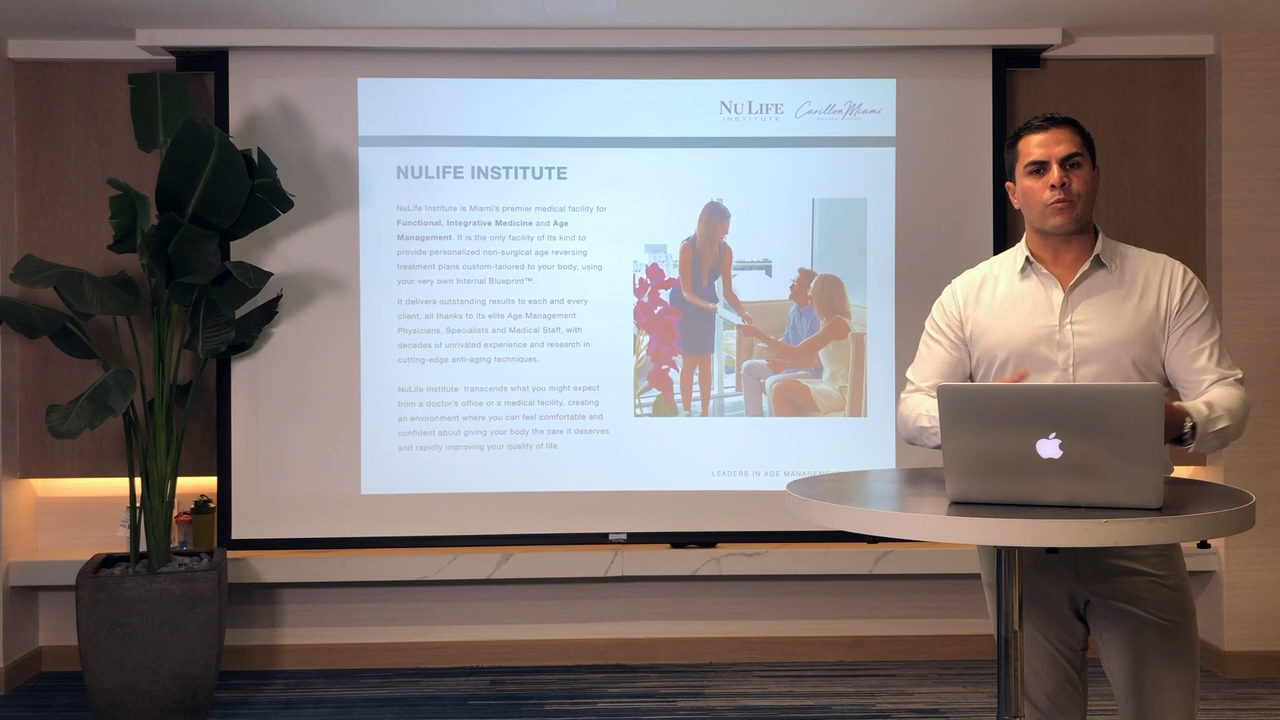 NULIFE
INSTITUTE
Carillon Miami
NULIFE INSTITUTE
NuLife Institute is Miami's premier medical facility for
Functional, Integrative Medicine and Age
Management. It is the only facility of its kind to
provide personalized non-surgical age reversing
treatment plans custom-tailored to your body, using
your very own Internal Blueprint™.
It delivers outstanding results to each and every
client, all thanks to its elite Age Management
Physicians, Specialists and Medical Staff, with
decades of unrivaled experience and research in
cutting-edge anti-aging techniques.
NuLife Institute transcends what you might expect
from a doctor's office or a medical facility, creating
an environment where you can feel comfortable and
confident about giving your body the care it deserves
and rapidly improving your quality of life.
LEADERS IN AGE MANAGEMEN